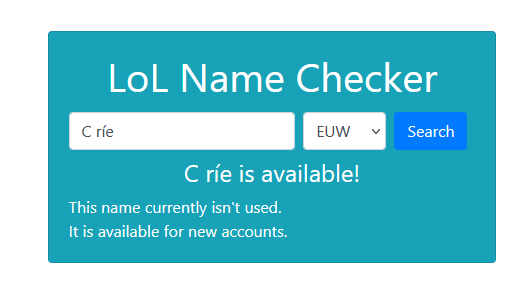 LoL Name Checker
C ríe EUW Search
C ríe is available!
This name currently isn't used.
It is available for new accounts.